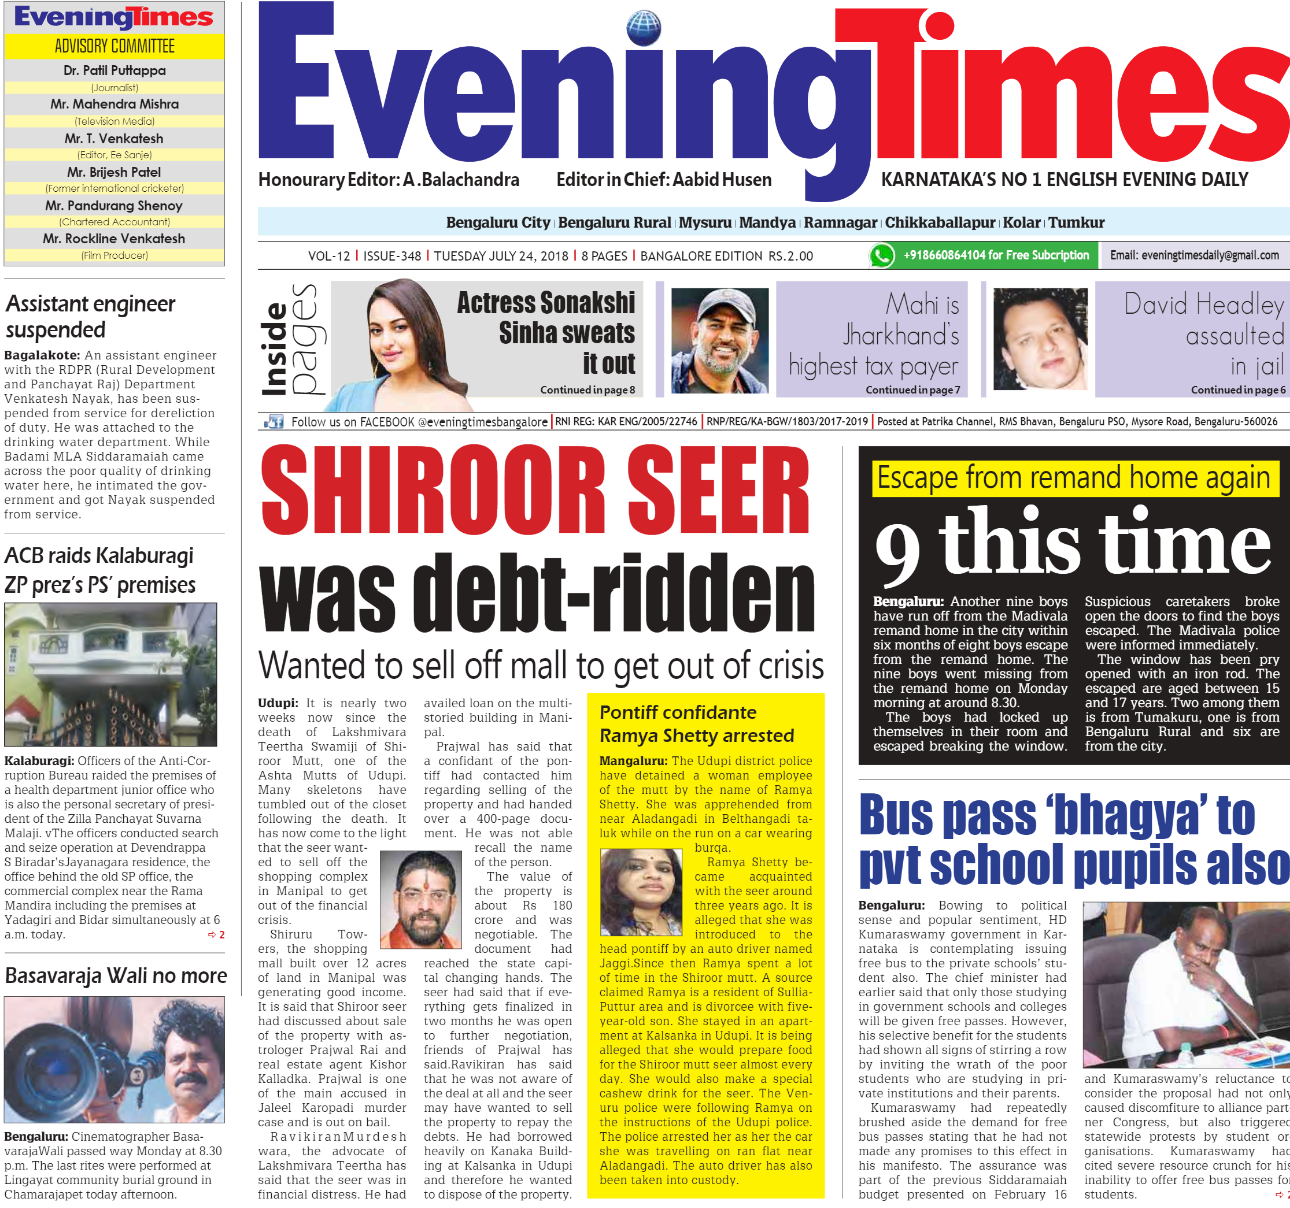 EveningTimes
ADVISORY COMMITTEE
Dr. Patil Puttappa
(Journalist)
Mr. Mahendra Mishra
(Television Media)
Mr. T. Venkatesh
(Editor, Ee Sanje)
Mr. Brijesh Patel
(Former international cricketer)
Mr. Pandurang Shenoy
(Chartered Accountant)
Mr. Rockline Venkatesh
(Film Producer)
EveningTimes
Honourary Editor: A .Balachandra
Editor in Chief: Aabid Husen
KARNATAKA'S NO 1 ENGLISH EVENING DAILY
Bengaluru City | Bengaluru Rural | Mysuru | Mandya | Ramnagar | Chikkaballapur | Kolar | Tumkur
VOL-12 | ISSUE-348 | TUESDAY JULY 24, 2018 | 8 PAGES | BANGALORE EDITION RS.2.00
+918660864104 for Free Subcription
Email: eveningtimesdaily@gmail.com
Inside
pages
Actress Sonakshi
Sinha sweats
it out
Continued in page 8
Mahi is
Jharkhand's
highest tax payer
Continued in page 7
David Headley
assaulted
in jail
Continued in page 6
Follow us on FACEBOOK @eveningtimesbangalore | RNI REG: KAR ENG/2005/22746 | RNP/REG/KA-BGW/1803/2017-2019 | Posted at Patrika Channel, RMS Bhavan, Bengaluru PSO, Mysore Road, Bengaluru-560026
Assistant engineer
suspended
Bagalakote: An assistant engineer
with the RDPR (Rural Development
and Panchayat Raj) Department
Venkatesh Nayak, has been sus-
pended from service for dereliction
of duty. He was attached to the
drinking water department. While
Badami MLA Siddaramaiah came
across the poor quality of drinking
water here, he intimated the gov-
ernment and got Nayak suspended
from service.
ACB raids Kalaburagi
ZP prez's PS' premises
Kalaburagi: Officers of the Anti-Cor-
ruption Bureau raided the premises of
a health department junior office who
is also the personal secretary of presi-
dent of the Zilla Panchayat Suvarna
Malaji. vThe officers conducted search
and seize operation at Devendrappa
S Biradar'sJayanagara residence, the
office behind the old SP office, the
commercial complex near the Rama
Mandira including the premises at
Yadagiri and Bidar simultaneously at 6
a.m. today. ➪ 2
Basavaraja Wali no more
Bengaluru: Cinematographer Basa-
varajaWali passed way Monday at 8.30
p.m. The last rites were performed at
Lingayat community burial ground in
Chamarajapet today afternoon.
SHIROOR SEER
was debt-ridden
Wanted to sell off mall to get out of crisis
Udupi: It is nearly two
weeks now since the
death of Lakshmivara
Teertha Swamiji of Shi-
roor Mutt, one of the
Ashta Mutts of Udupi.
Many skeletons have
tumbled out of the closet
following the death. It
has now come to the light
that the seer want-
ed to sell off the
shopping complex
in Manipal to get
out of the financial
crisis.
Shiruru Tow-
ers, the shopping
mall built over 12 acres
of land in Manipal was
generating good income.
It is said that Shiroor seer
had discussed about sale
of the property with as-
trologer Prajwal Rai and
real estate agent Kishor
Kalladka. Prajwal is one
of the main accused in
Jaleel Karopadi murder
case and is out on bail.
RavikiranMurdesh
wara, the advocate of
Lakshmivara Teertha has
said that the seer was in
financial distress. He had
availed loan on the multi-
storied building in Mani-
pal.
Prajwal has said that
a confidant of the pon-
tiff had contacted him
regarding selling of the
property and had handed
over a 400-page docu-
ment. He was not able
recall the name
of the person.
The value of
the property is
about Rs 180
crore and was
negotiable. The
document had
reached the state capi-
tal changing hands. The
seer had said that if eve-
rything gets finalized in
two months he was open
to further negotiation,
friends of Prajwal has
said.Ravikiran has said
that he was not aware of
the deal at all and the seer
may have wanted to sell
the property to repay the
debts. He had borrowed
heavily on Kanaka Build-
ing at Kalsanka in Udupi
and therefore he wanted
to dispose of the property.
Pontiff confidante
Ramya Shetty arrested
Mangaluru: The Udupi district police
have detained a woman employee
of the mutt by the name of Ramya
Shetty. She was apprehended from
near Aladangadi in Belthangadi ta-
luk while on the run on a car wearing
burqa.
Ramya Shetty be-
came acquainted
with the seer around
three years ago. It is
alleged that she was
introduced to the
head pontiff by an auto driver named
Jaggi.Since then Ramya spent a lot
of time in the Shiroor mutt. A source
claimed Ramya is a resident of Sullia-
Puttur area and is divorcee with five-
year-old son. She stayed in an apart-
ment at Kalsanka in Udupi. It is being
alleged that she would prepare food
for the Shiroor mutt seer almost every
day. She would also make a special
cashew drink for the seer. The Ven-
uru police were following Ramya on
the instructions of the Udupi police.
The police arrested her as her the car
she was travelling on ran flat near
Aladangadi. The auto driver has also
been taken into custody.
Escape from remand home again
9 this time
Bengaluru: Another nine boys
have run off from the Madivala
remand home in the city within
six months of eight boys escape
from the remand home. The
nine boys went missing from
the remand home on Monday
morning at around 8.30.
The boys had locked up
themselves in their room and
escaped breaking the window.
Suspicious caretakers broke
open the doors to find the boys
escaped. The Madivala police
were informed immediately.
The window has been pry
opened with an iron rod. The
escaped are aged between 15
and 17 years. Two among them
is from Tumakuru, one is from
Bengaluru Rural and six are
from the city.
Bus pass 'bhagya' to
pvt school pupils also
Bengaluru: Bowing to political
sense and popular sentiment, HD
Kumaraswamy government in Kar-
nataka is contemplating issuing
free bus to the private schools' stu-
dent also. The chief minister had
earlier said that only those studying
in government schools and colleges
will be given free passes. However,
his selective benefit for the students
had shown all signs of stirring a row
by inviting the wrath of the poor
students who are studying in pri-
vate institutions and their parents.
Kumaraswamy had repeatedly
brushed aside the demand for free
bus passes stating that he had not
made any promises to this effect in
his manifesto. The assurance was
part of the previous Siddaramaiah
budget presented on February 16
and Kumaraswamy's reluctance to
consider the proposal had not only
caused discomfiture to alliance part-
ner Congress, but also triggered
statewide protests by student or-
ganisations. Kumaraswamy had
cited severe resource crunch for his
inability to offer free bus passes for
students. ➪ 2